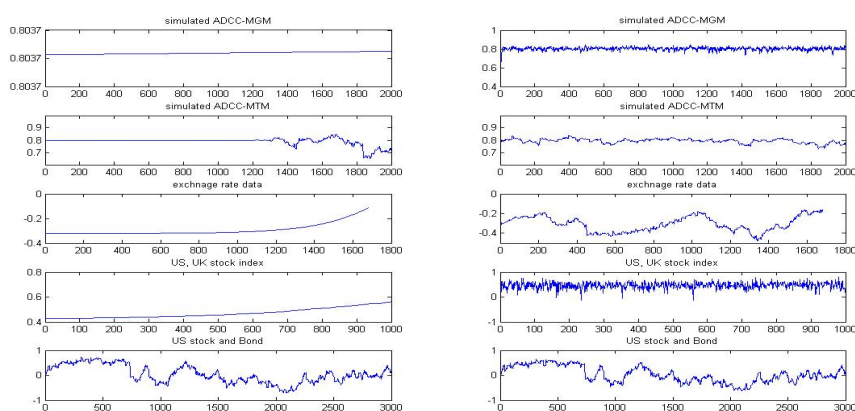 simulated ADCC-MGM
0.8037
0.8037
0.8037
0 200 400 600 800 1000 1200 1400 1600 1800 2000
simulated ADCC-MTM
0.9
0.8
0.7
0 200 400 600 800 1000 1200 1400 1600 1800 2000
exchnage rate data
0
-0.2
-0.4
0 200 400 600 800 1000 1200 1400 1600 1800
US, UK stock index
0.8
0.6
0.4
0 100 200 300 400 500 600 700 800 900 1000
US stock and Bond
1
0
-1
0 500 1000 1500 2000 2500 3000
simulated ADCC-MGM
1
0.8
0.6
0.4
0 200 400 600 800 1000 1200 1400 1600 1800 2000
simulated ADCC-MTM
0.9
0.8
0.7
0 200 400 600 800 1000 1200 1400 1600 1800 2000
exchnage rate data
0
-0.2
-0.4
0 200 400 600 800 1000 1200 1400 1600 1800
US, UK stock index
1
0
-1
0 100 200 300 400 500 600 700 800 900 1000
US stock and Bond
1
0
-1
0 500 1000 1500 2000 2500 3000